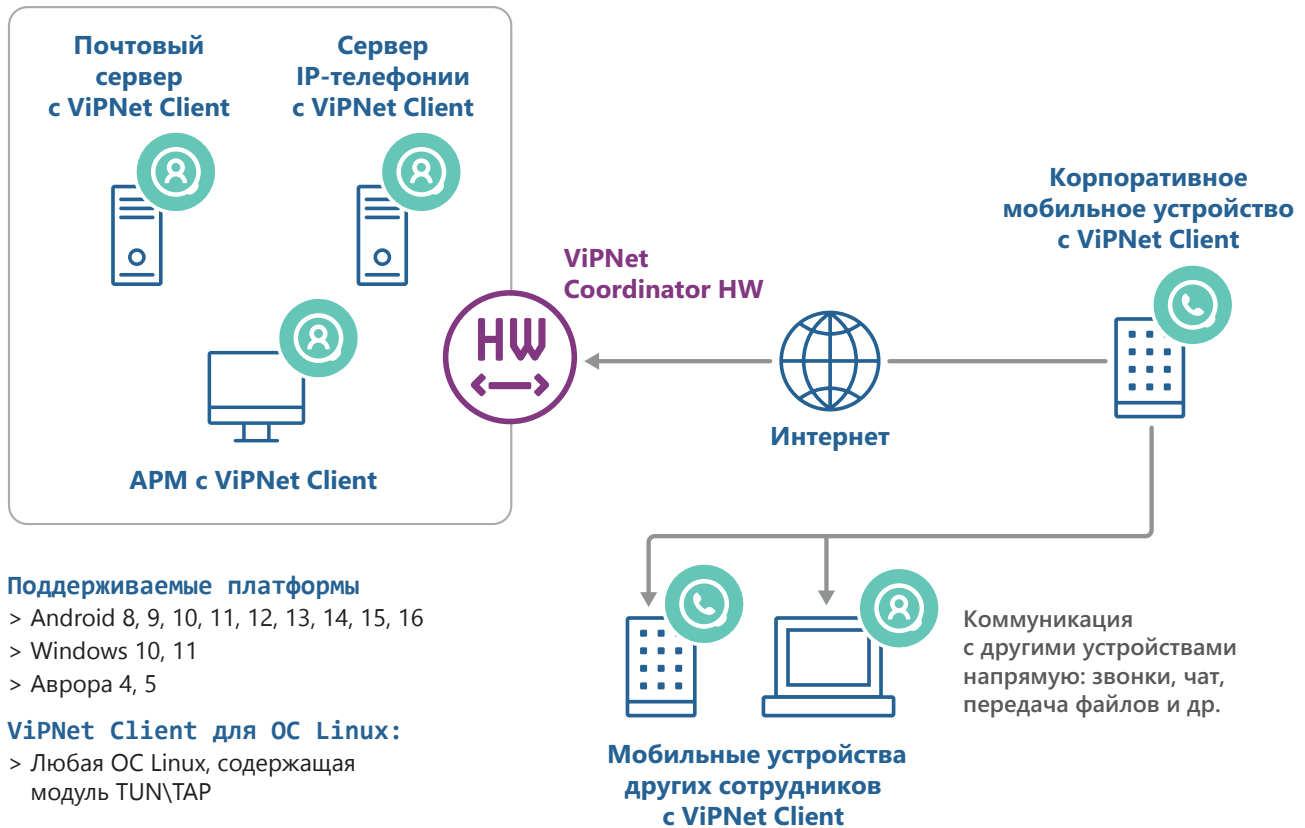 Почтовый
сервер
с ViPNet Client
Сервер
IP-телефонии
с ViPNet Client
АРМ с ViPNet Client
ViPNet
Coordinator HW
HW
Интернет
Корпоративное
мобильное устройство
с ViPNet Client
Поддерживаемые платформы
> Android 8, 9, 10, 11, 12, 13, 14, 15, 16
> Windows 10, 11
> Аврора 4, 5
ViPNet Client для ОС Linux:
> Любая ОС Linux, содержащая
модуль TUN\TAP
Коммуникация
с другими устройствами
напрямую: звонки, чат,
передача файлов и др.
Мобильные устройства
других сотрудников
с ViPNet Client